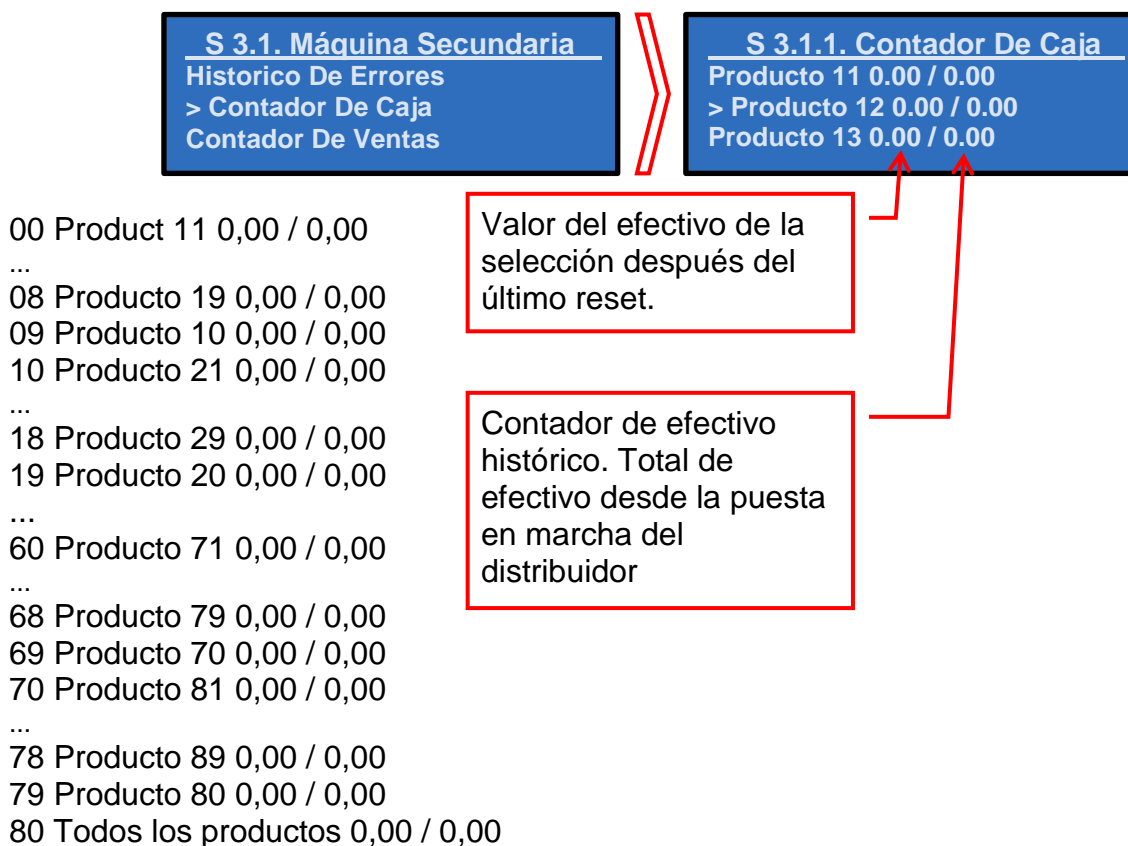 S 3.1. Máquina Secundaria
Historico De Errores
> Contador De Caja
Contador De Ventas
S 3.1.1. Contador De Caja
Producto 11 0.00 / 0.00
> Producto 12 0.00 / 0.00
Producto 13 0.00 / 0.00
00 Product 11 0,00 / 0,00
...
08 Producto 19 0,00 / 0,00
09 Producto 10 0,00 / 0,00
10 Producto 21 0,00 / 0,00
...
18 Producto 29 0,00 / 0,00
19 Producto 20 0,00 / 0,00
...
60 Producto 71 0,00 / 0,00
...
68 Producto 79 0,00 / 0,00
69 Producto 70 0,00 / 0,00
70 Producto 81 0,00 / 0,00
...
78 Producto 89 0,00 / 0,00
79 Producto 80 0,00 / 0,00
80 Todos los productos 0,00 / 0,00
Valor del efectivo de la
selección después del
último reset.
Contador de efectivo
histórico. Total de
efectivo desde la puesta
en marcha del
distribuidor